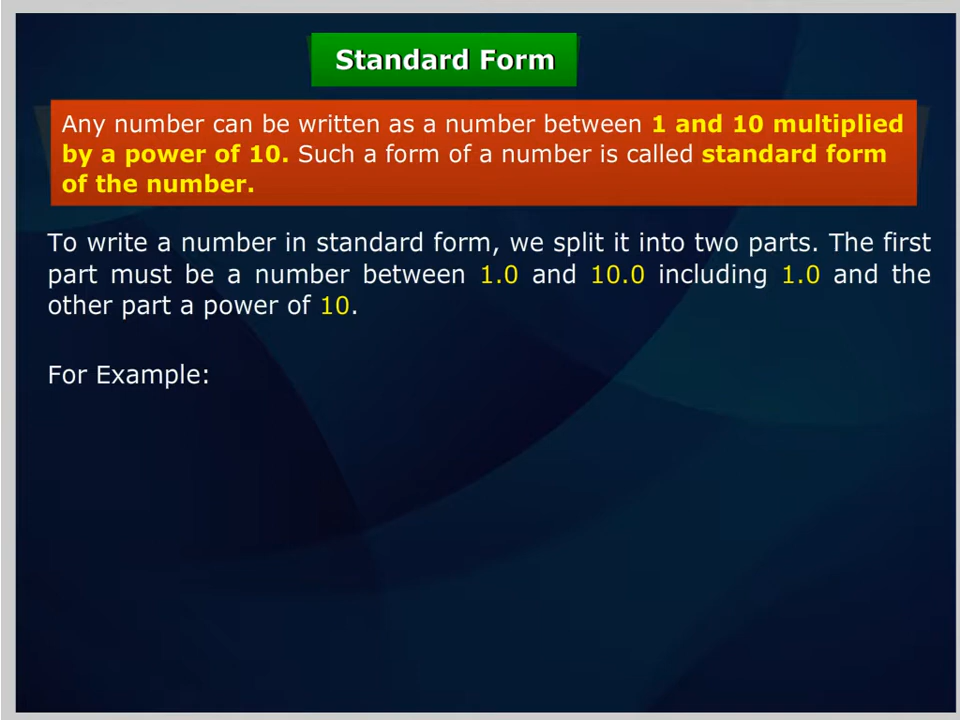 Standard Form
Any number can be written as a number between 1 and 10 multiplied
by a power of 10. Such a form of a number is called standard form
of the number.
To write a number in standard form, we split it into two parts. The first
part must be a number between 1.0 and 10.0 including 1.0 and the
other part a power of 10.
For Example: